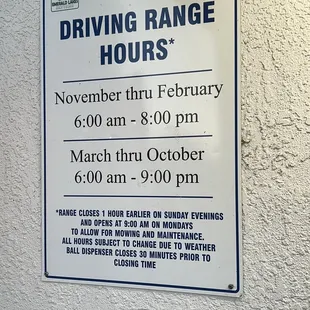 DRIVING RANGE
HOURS*
November thru February
6:00 am - 8:00 pm
March thru October
6:00 am - 9:00 pm
*RANGE CLOSES 1 HOUR EARLIER ON SUNDAY EVENINGS
AND OPENS AT 9:00 AM ON MONDAYS
TO ALLOW FOR MOWING AND MAINTENANCE.
ALL HOURS SUBJECT TO CHANGE DUE TO WEATHER
BALL DISPENSER CLOSES 30 MINUTES PRIOR TO
CLOSING TIME